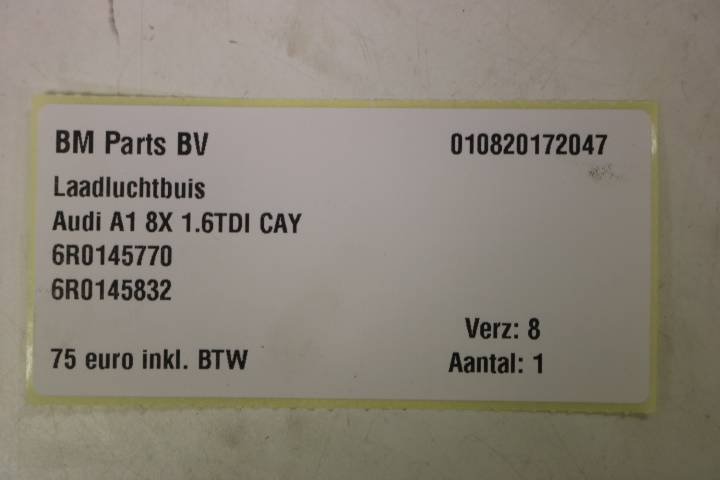 BM Parts BV 010820172047
Laadluchtbuis
Audi A1 8X 1.6TDI CAY
6R0145770
6R0145832
Verz: 8
75 euro inkl. BTW Aantal: 1